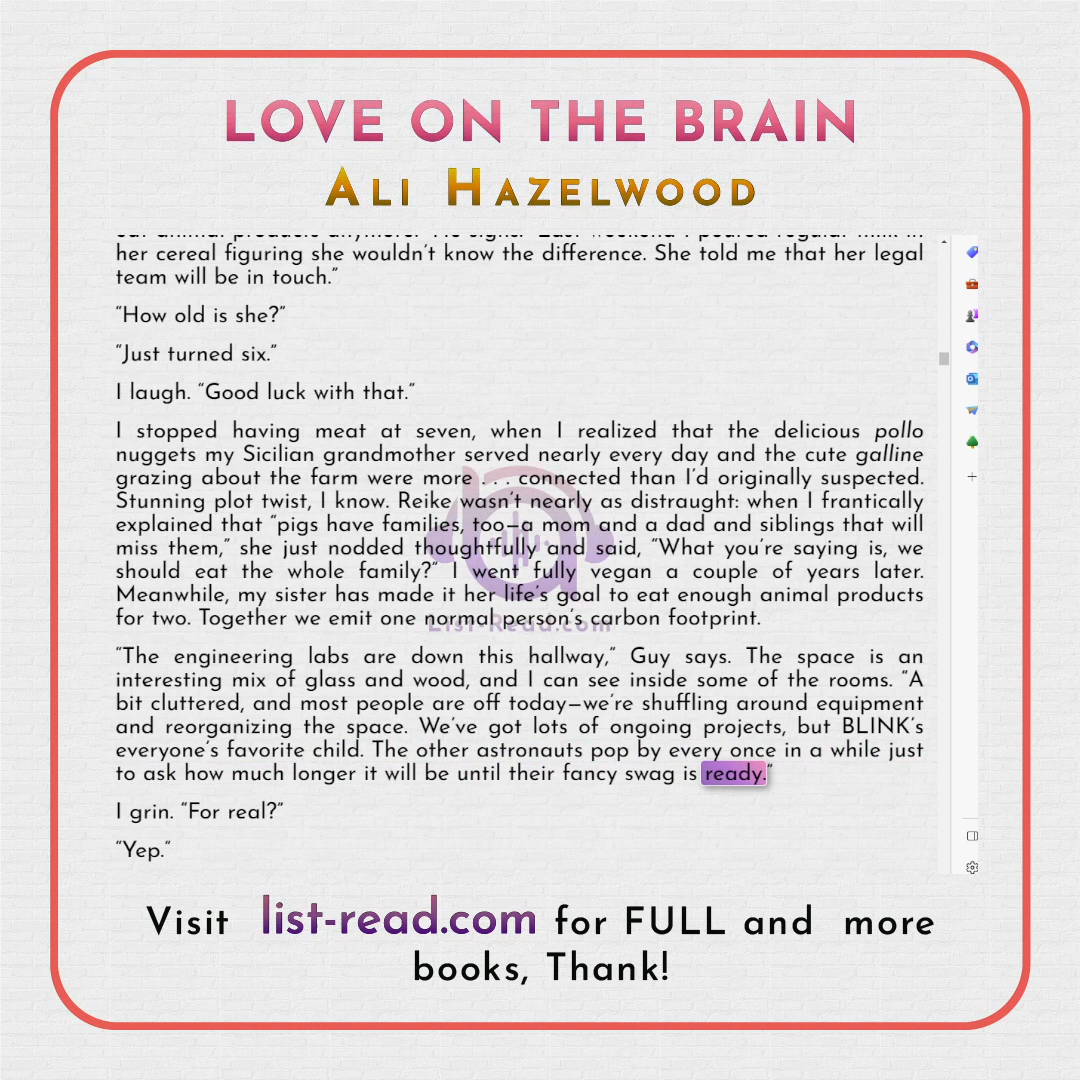 LOVE ON THE BRAIN
ALI HAZELWOOD
her cereal figuring she wouldn't know the difference. She told me that her legal
team will be in touch."
"How old is she?"
"Just turned six."
I laugh. "Good luck with that."
I stopped having meat at seven, when I realized that the delicious pollo
nuggets my Sicilian grandmother served nearly every day and the cute galline
grazing about the farm were more . . . connected than I'd originally suspected.
Stunning plot twist, I know. Reike wasn't nearly as distraught: when I frantically
explained that "pigs have families, too—a mom and a dad and siblings that will
miss them," she just nodded thoughtfully and said, "What you're saying is, we
should eat the whole family?" I went fully vegan a couple of years later.
Meanwhile, my sister has made it her life's goal to eat enough animal products
for two. Together we emit one normal person's carbon footprint.
List-Read.com
"The engineering labs are down this hallway," Guy says. The space is an
interesting mix of glass and wood, and I can see inside some of the rooms. "A
bit cluttered, and most people are off today—we're shuffling around equipment
and reorganizing the space. We've got lots of ongoing projects, but BLINK's
everyone's favorite child. The other astronauts pop by every once in a while just
to ask how much longer it will be until their fancy swag is ready."
I grin. "For real?"
"Yep."
Visit list-read.com for FULL and more
books, Thank!